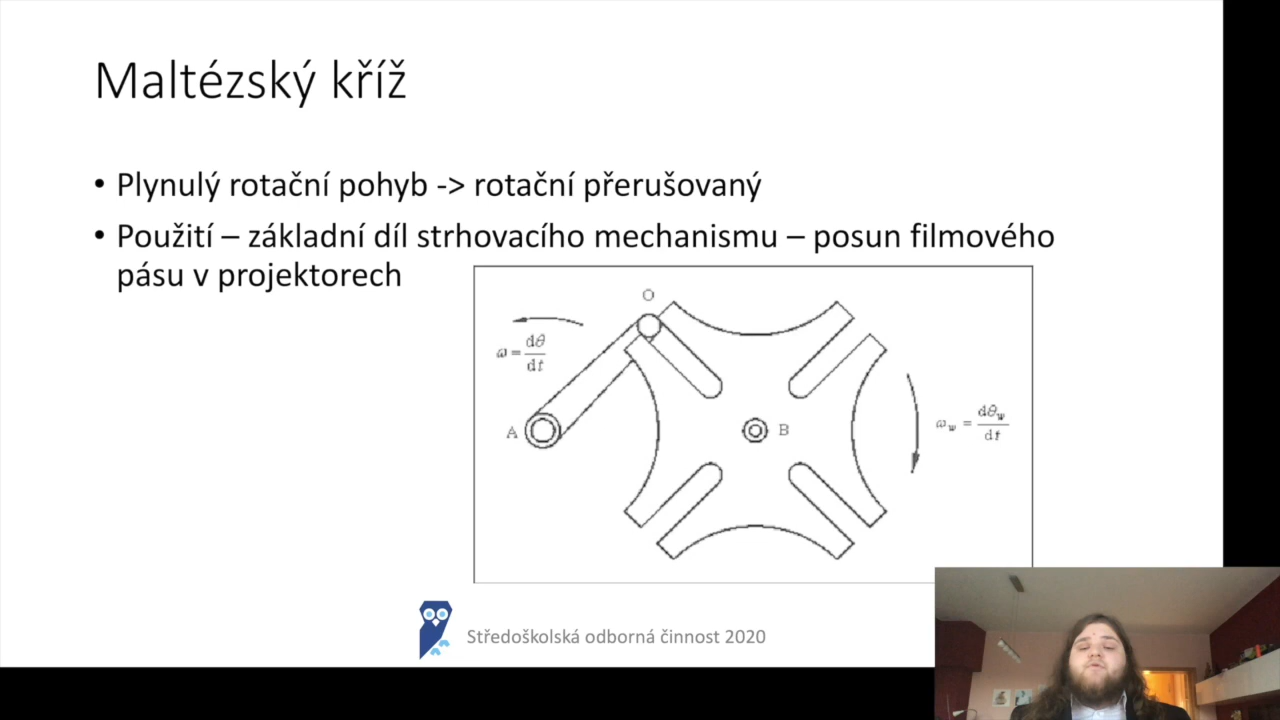 Maltézský kříž
• Plynulý rotační pohyb -> rotační přerušovaný
• Použití – základní díl strhovacího mechanismu – posun filmového
pásu v projektorech
O
ω = dθ/dt
A
B
ω_w = dθ_w/dt
Středoškolská odborná činnost 2020